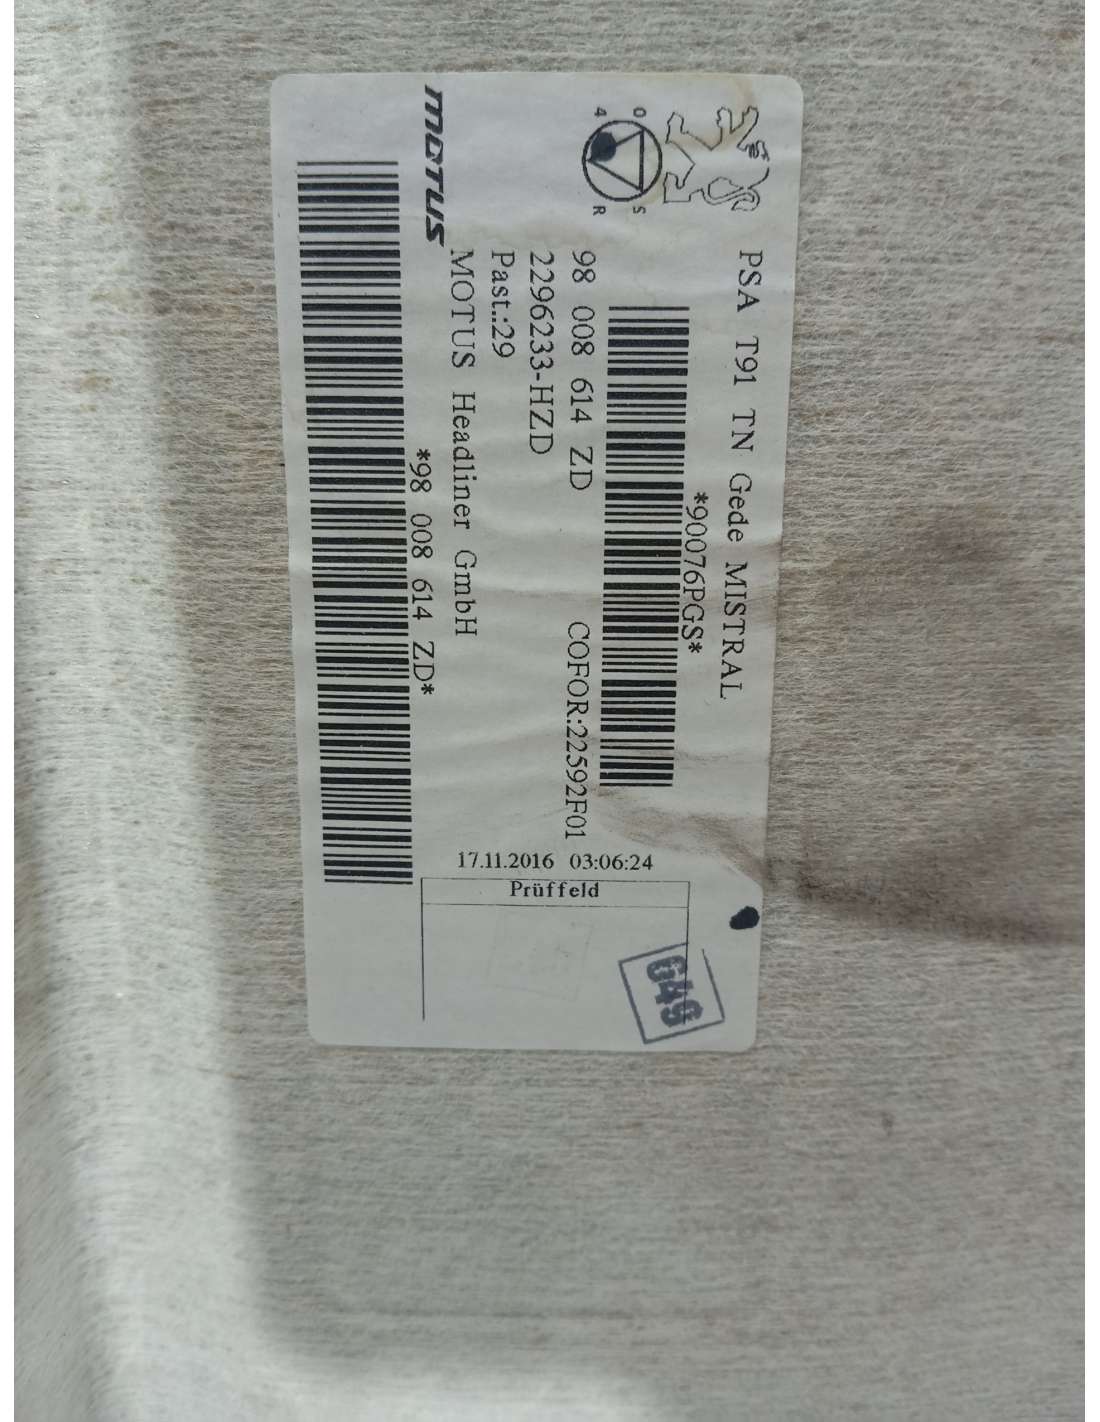 PSA T91 TN Gede MISTRAL
*90076PGS*
O S
4 R
98 008 614 ZD COFOR:22592F01
2296233-HZD
Past.:29
MOTUS Headliner GmbH
MOTUS
*98 008 614 ZD*
17.11.2016 03:06:24
Prüffeld